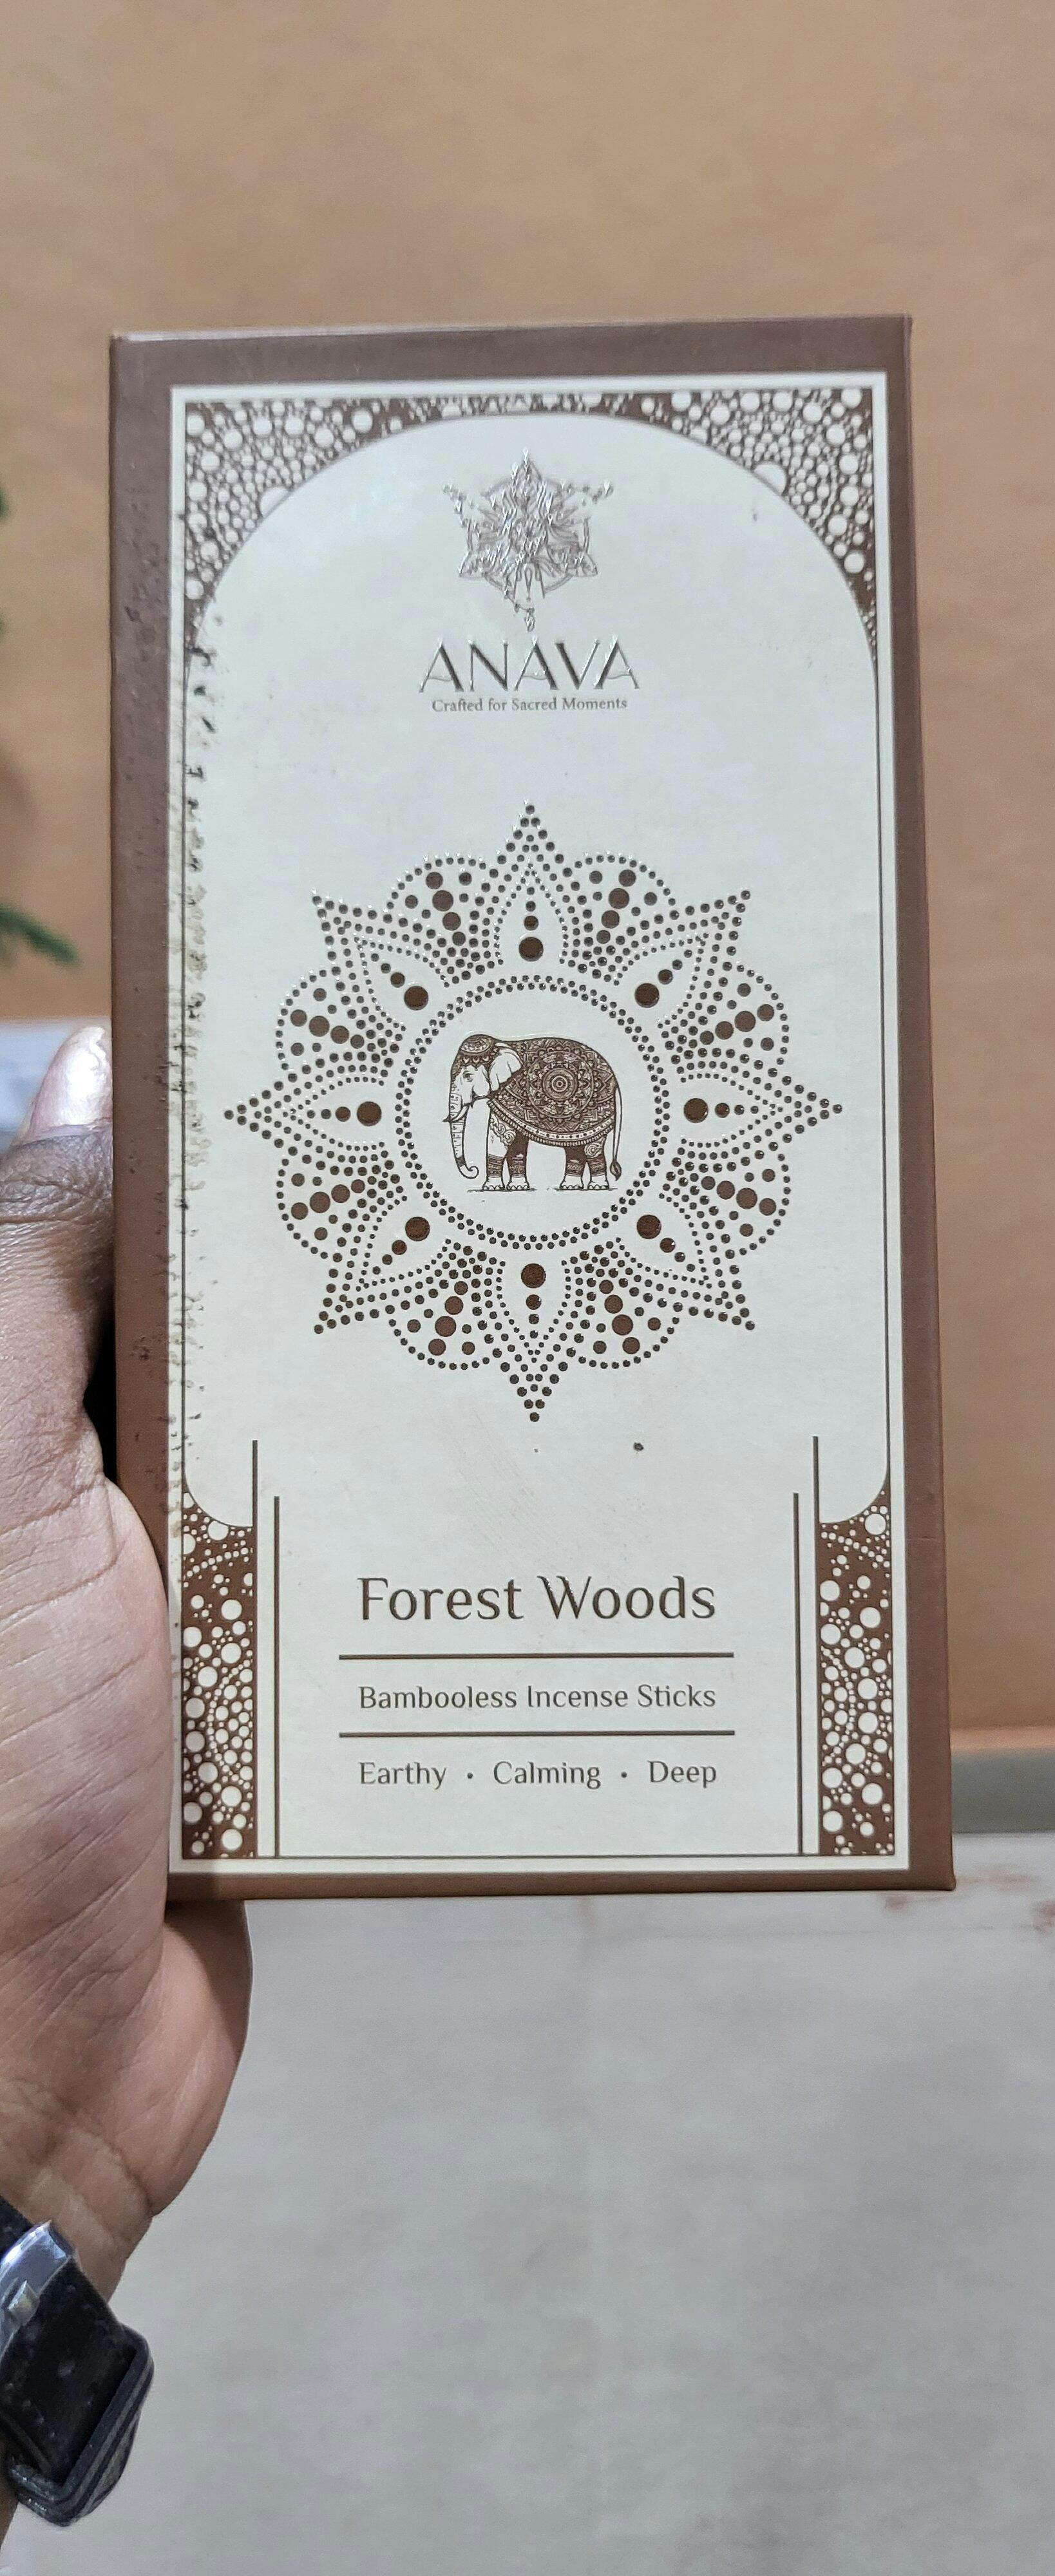 ANAVA
Crafted for Sacred Moments
Forest Woods
Bambooless Incense Sticks
Earthy • Calming • Deep